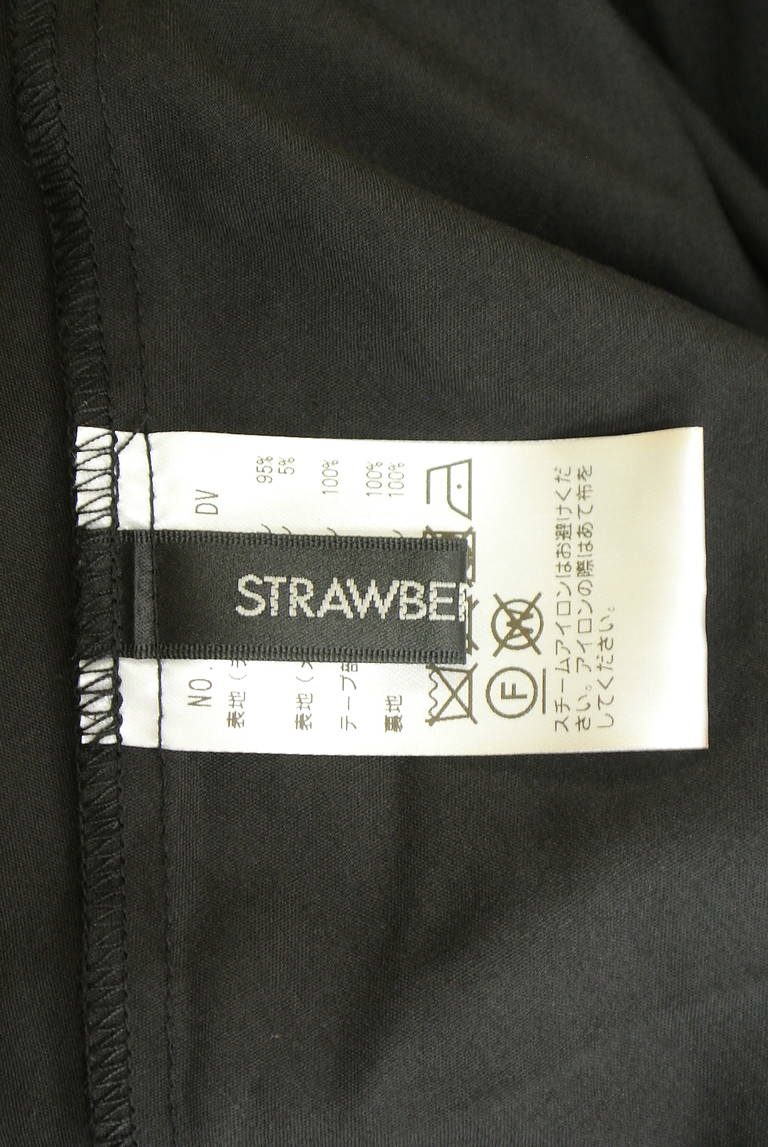 STRAWBE
NO. DV
表地( 95%
5%
表地( 100%
テープ部 100%
裏地 100%
F
W
スチームアイロンはお避けくだ
さい。アイロンの際はあて布を
してください。